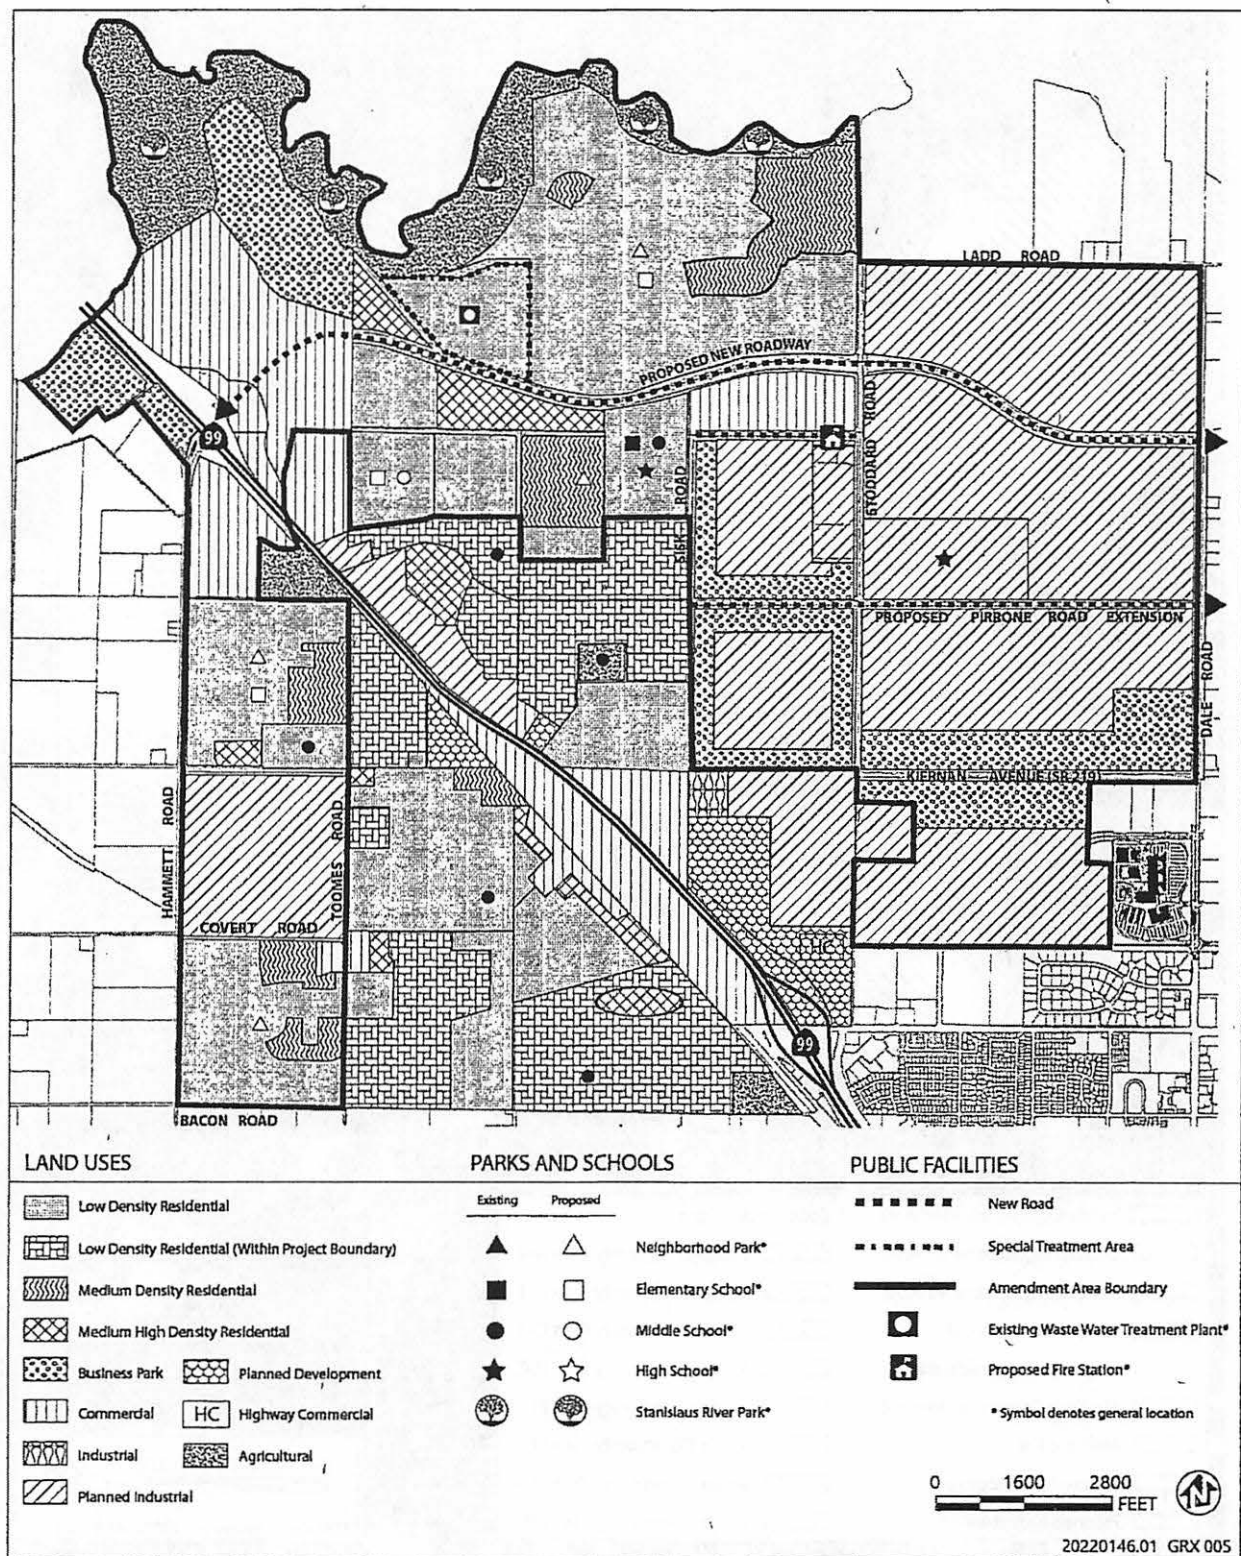 LADD ROAD
PROPOSED NEW ROADWAY
99
ROAD
STODDARD ROAD
SISK
PROPOSED PIRBONE ROAD EXTENSION
DALE ROAD
KIERNAN AVENUE (SR 219)
HAMMETT ROAD
TOOMES ROAD
COVERT ROAD
HC
99
BACON ROAD
LAND USES
Low Density Residential
Low Density Residential (Within Project Boundary)
Medium Density Residential
Medium High Density Residential
Business Park Planned Development
Commercial HC Highway Commercial
Industrial Agricultural
Planned Industrial
PARKS AND SCHOOLS
Existing Proposed
Neighborhood Park*
Elementary School*
Middle School*
High School*
Stanislaus River Park*
PUBLIC FACILITIES
New Road
Special Treatment Area
Amendment Area Boundary
Existing Waste Water Treatment Plant*
Proposed Fire Station*
* Symbol denotes general location
0 1600 2800
FEET
N
20220146.01 GRX 005